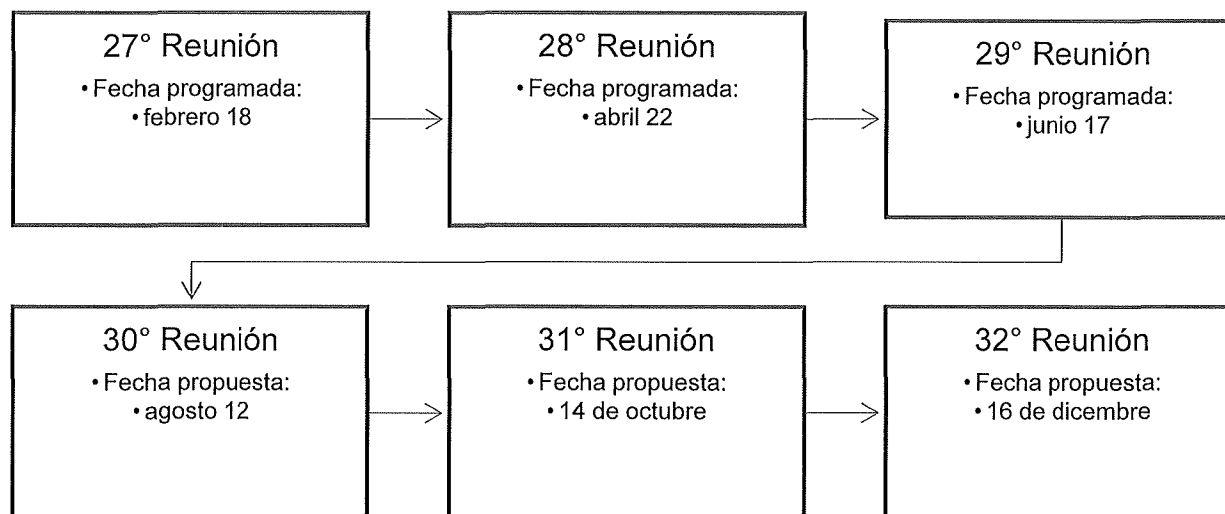 27° Reunión
• Fecha programada:
• febrero 18
28° Reunión
• Fecha programada:
• abril 22
29° Reunión
• Fecha programada:
• junio 17
30° Reunión
• Fecha propuesta:
• agosto 12
31° Reunión
• Fecha propuesta:
• 14 de octubre
32° Reunión
• Fecha propuesta:
• 16 de dicembre